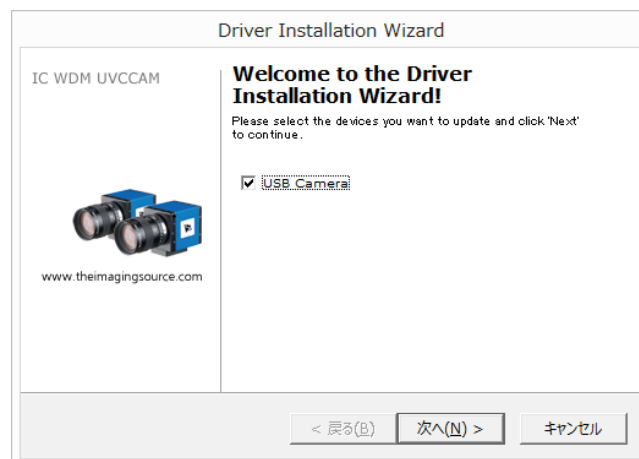 Driver Installation Wizard
IC WDM UVCCAM
www.theimagingsource.com
Welcome to the Driver
Installation Wizard!
Please select the devices you want to update and click 'Next'
to continue.
USB Camera
< 戻る(B)
次へ(N) >
キャンセル